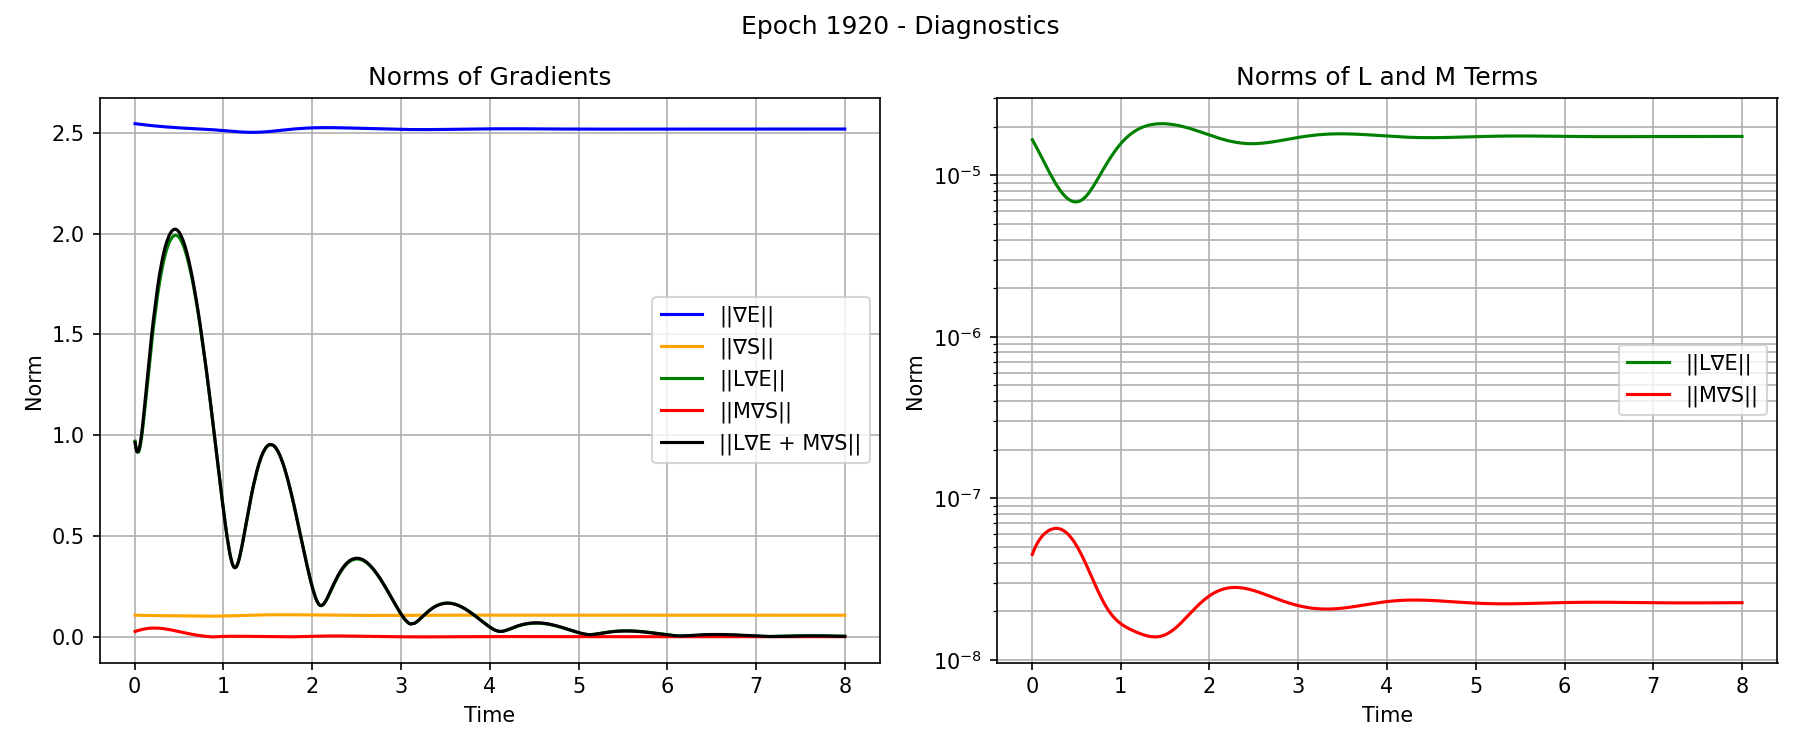 Epoch 1920 - Diagnostics
Norms of Gradients
Norm
2.5
2.0
1.5
1.0
0.5
0.0
||∇E||
||∇S||
||L∇E||
||M∇S||
||L∇E + M∇S||
0 1 2 3 4 5 6 7 8
Time
Norms of L and M Terms
Norm
10⁻⁵
10⁻⁶
10⁻⁷
10⁻⁸
||L∇E||
||M∇S||
0 1 2 3 4 5 6 7 8
Time